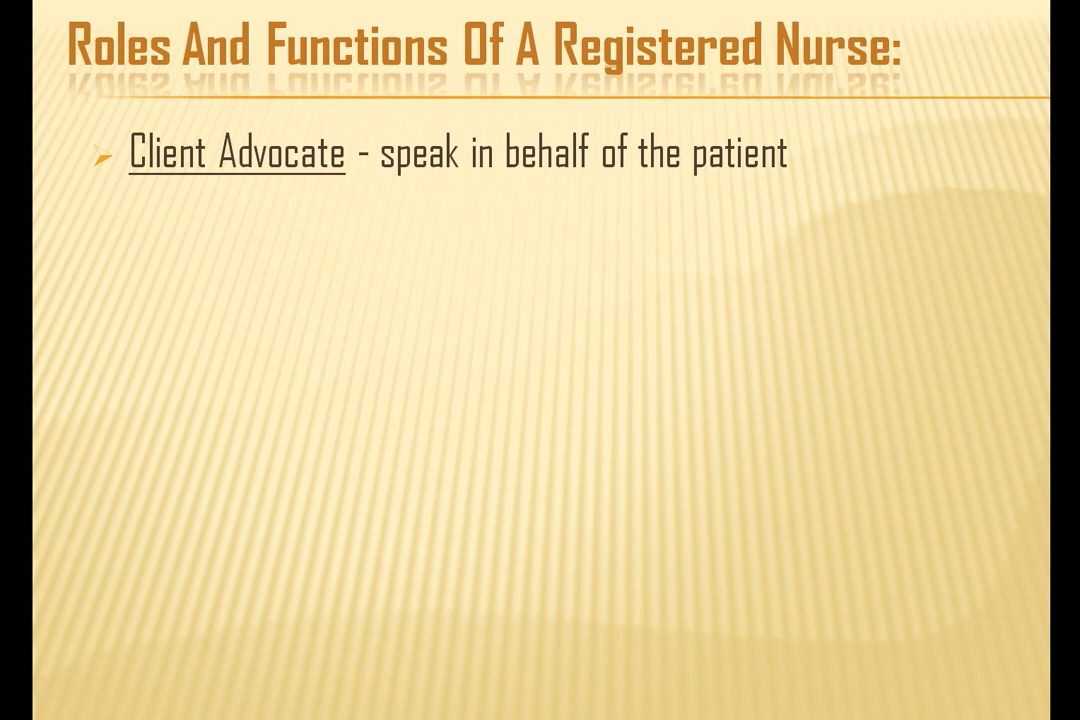 Roles And Functions Of A Registered Nurse:
Client Advocate - speak in behalf of the patient